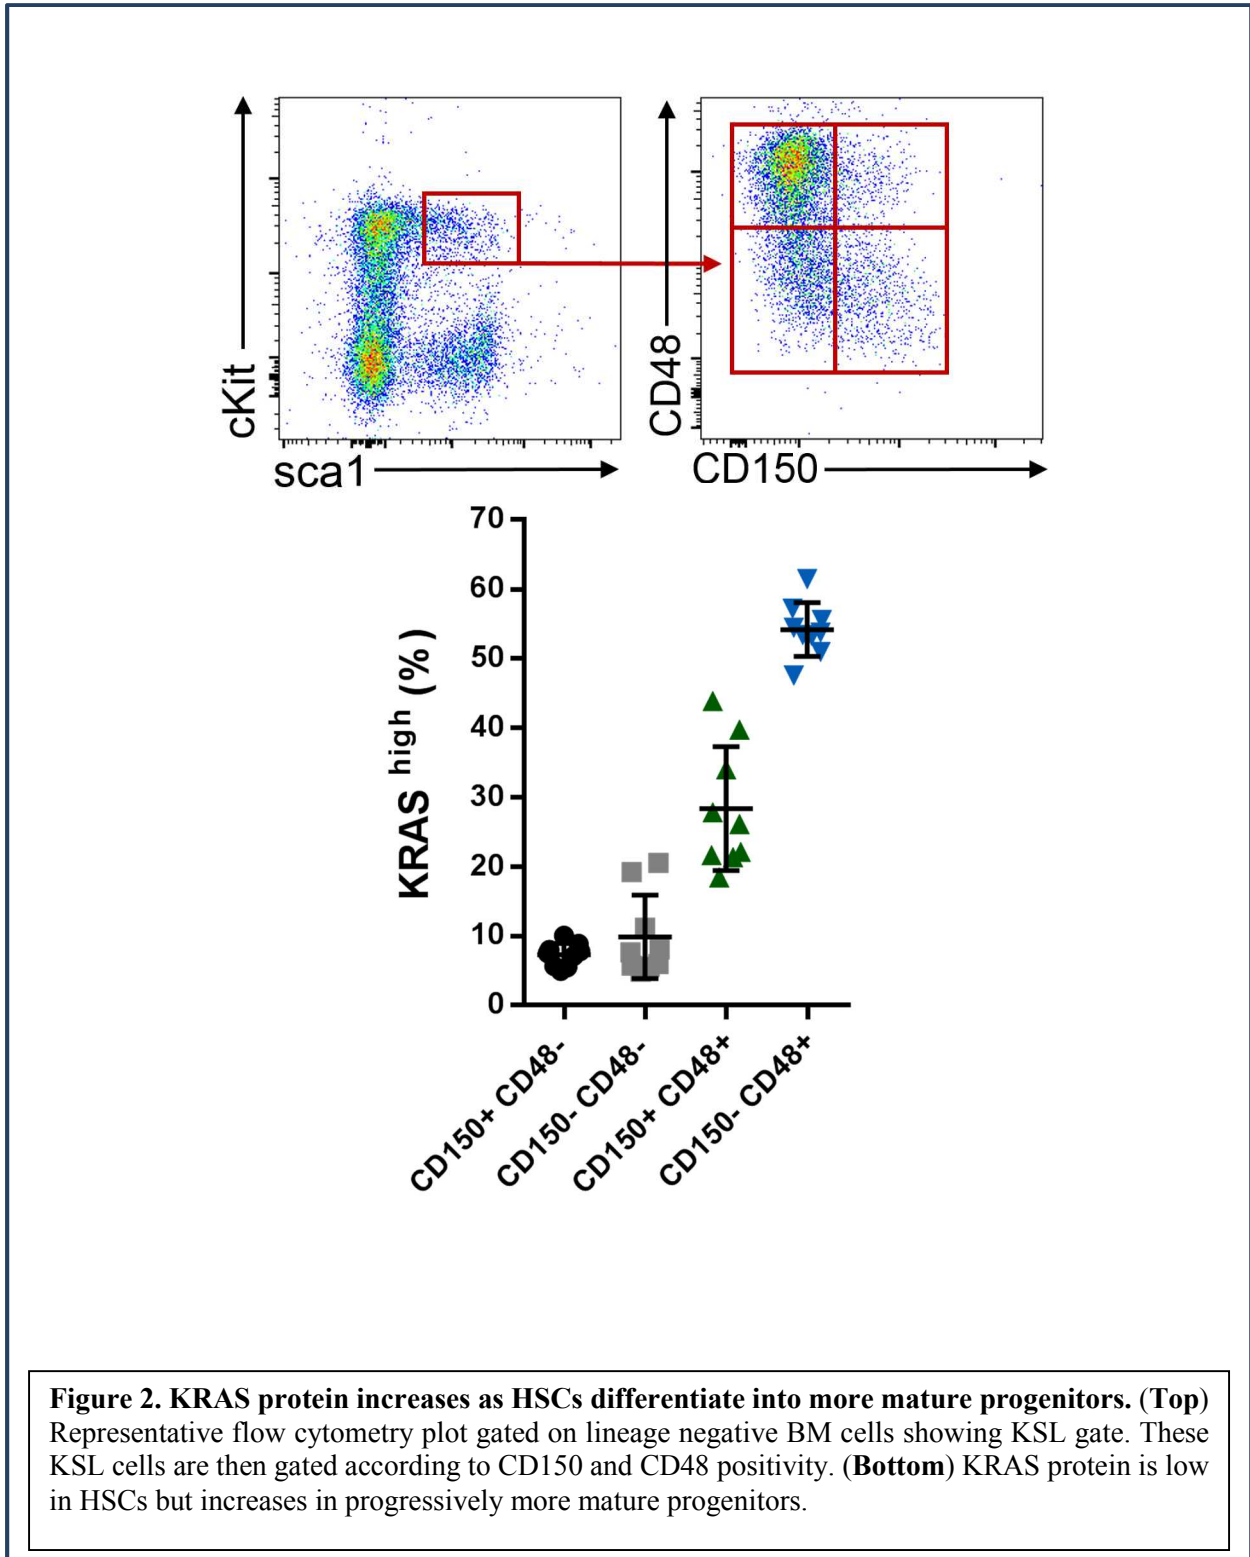 cKit
sca1
CD48
CD150
KRAS high (%)
70
60
50
40
30
20
10
0
CD150+ CD48-
CD150- CD48-
CD150+ CD48+
CD150- CD48+
Figure 2. KRAS protein increases as HSCs differentiate into more mature progenitors. (Top)
Representative flow cytometry plot gated on lineage negative BM cells showing KSL gate. These
KSL cells are then gated according to CD150 and CD48 positivity. (Bottom) KRAS protein is low
in HSCs but increases in progressively more mature progenitors.